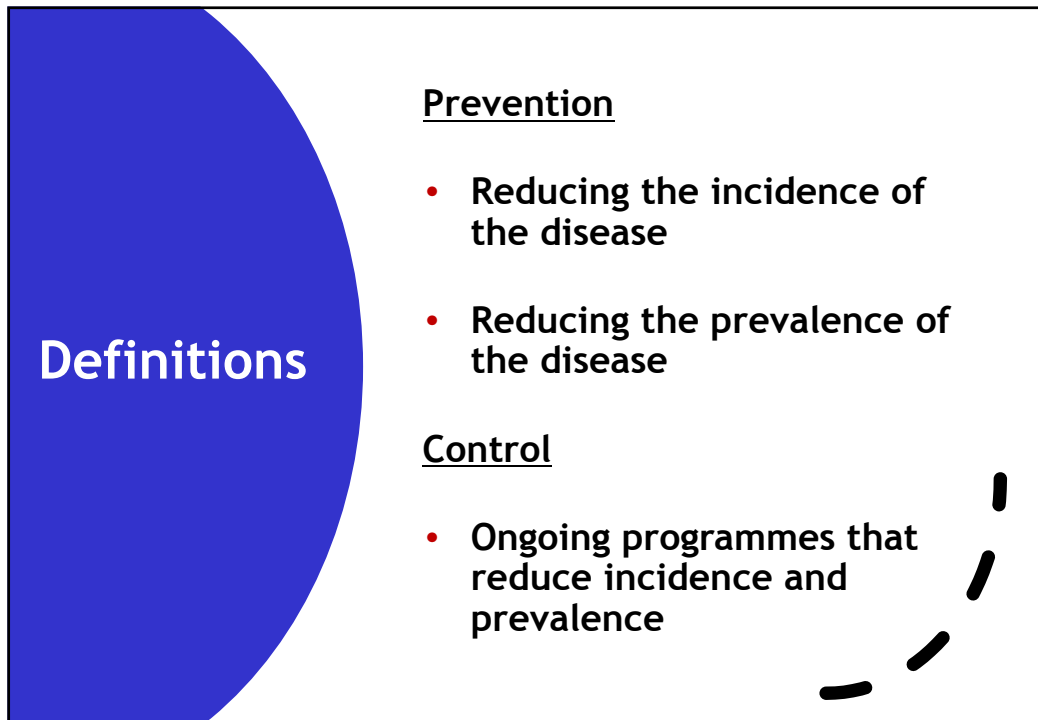 Definitions
Prevention
• Reducing the incidence of
the disease
• Reducing the prevalence of
the disease
Control
• Ongoing programmes that
reduce incidence and
prevalence